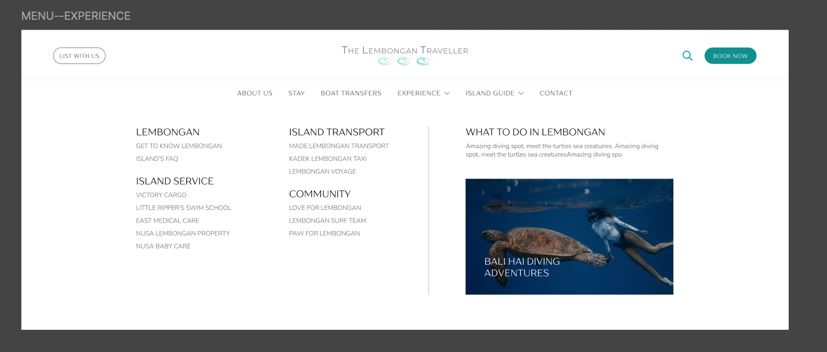 MENU--EXPERIENCE
LIST WITH US
THE LEMBONGAN TRAVELLER
BOOK NOW
ABOUT US
STAY
BOAT TRANSFERS
EXPERIENCE
ISLAND GUIDE
CONTACT
LEMBONGAN
GET TO KNOW LEMBONGAN
ISLAND'S FAQ
ISLAND SERVICE
VICTORY CARGO
LITTLE RIPPER'S SWIM SCHOOL
EAST MEDICAL CARE
NUSA LEMBONGAN PROPERTY
NUSA BABY CARE
ISLAND TRANSPORT
MADE LEMBONGAN TRANSPORT
KADEK LEMBONGAN TAXI
LEMBONGAN VOYAGE
COMMUNITY
LOVE FOR LEMBONGAN
LEMBONGAN SURF TEAM
PAW FOR LEMBONGAN
WHAT TO DO IN LEMBONGAN
Amazing diving spot, meet the turtles sea creatures. Amazing diving
spot, meet the turtles sea creatuiresAmazing diving spo
BALI HAI DIVING
ADVENTURES